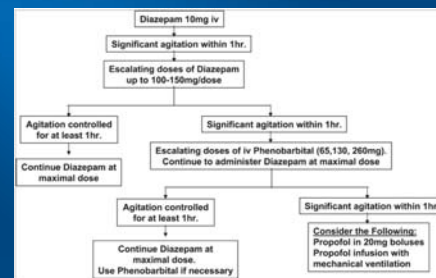 Diazepam 10mg iv
Significant agitation within 1hr.
Escalating doses of Diazepam
up to 100-150mg/dose
Agitation controlled
for at least 1hr.
Significant agitation within 1hr.
Continue Diazepam at
maximal dose
Escalating doses of iv Phenobarbital (65,130, 260mg).
Continue to administer Diazepam at maximal dose
Agitation controlled
for at least 1hr.
Significant agitation within 1hr
Continue Diazepam at
maximal dose.
Use Phenobarbital if necessary
Consider the Following:
Propofol in 20mg boluses
Propofol infusion with
mechanical ventilation